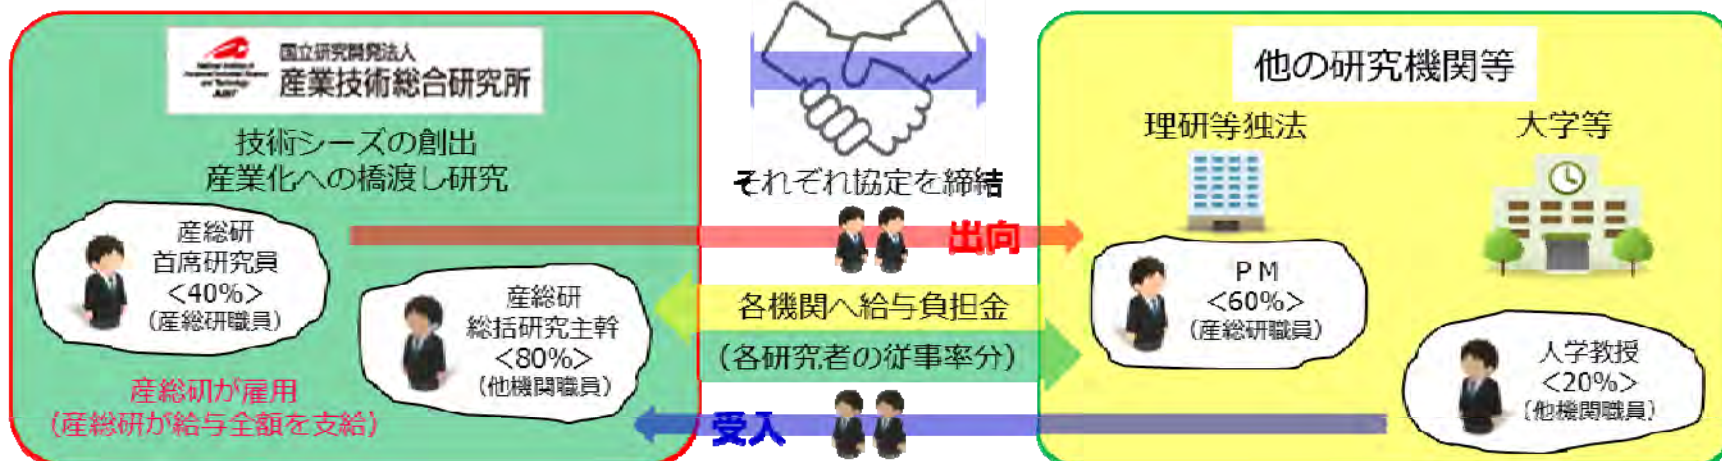 国立研究開発法人
産業技術総合研究所
技術シーズの創出
産業化への橋渡し研究
産総研
首席研究員
<40%>
(産総研職員)
産総研
総括研究主幹
<80%>
(他機関職員)
産総研が雇用
(産総研が給与全額を支給)
それぞれ協定を締結
出向
各機関へ給与負担金
(各研究者の従事率分)
受入
他の研究機関等
理研等独法
大学等
PM
<60%>
(産総研職員)
大学教授
<20%>
(他機関職員)